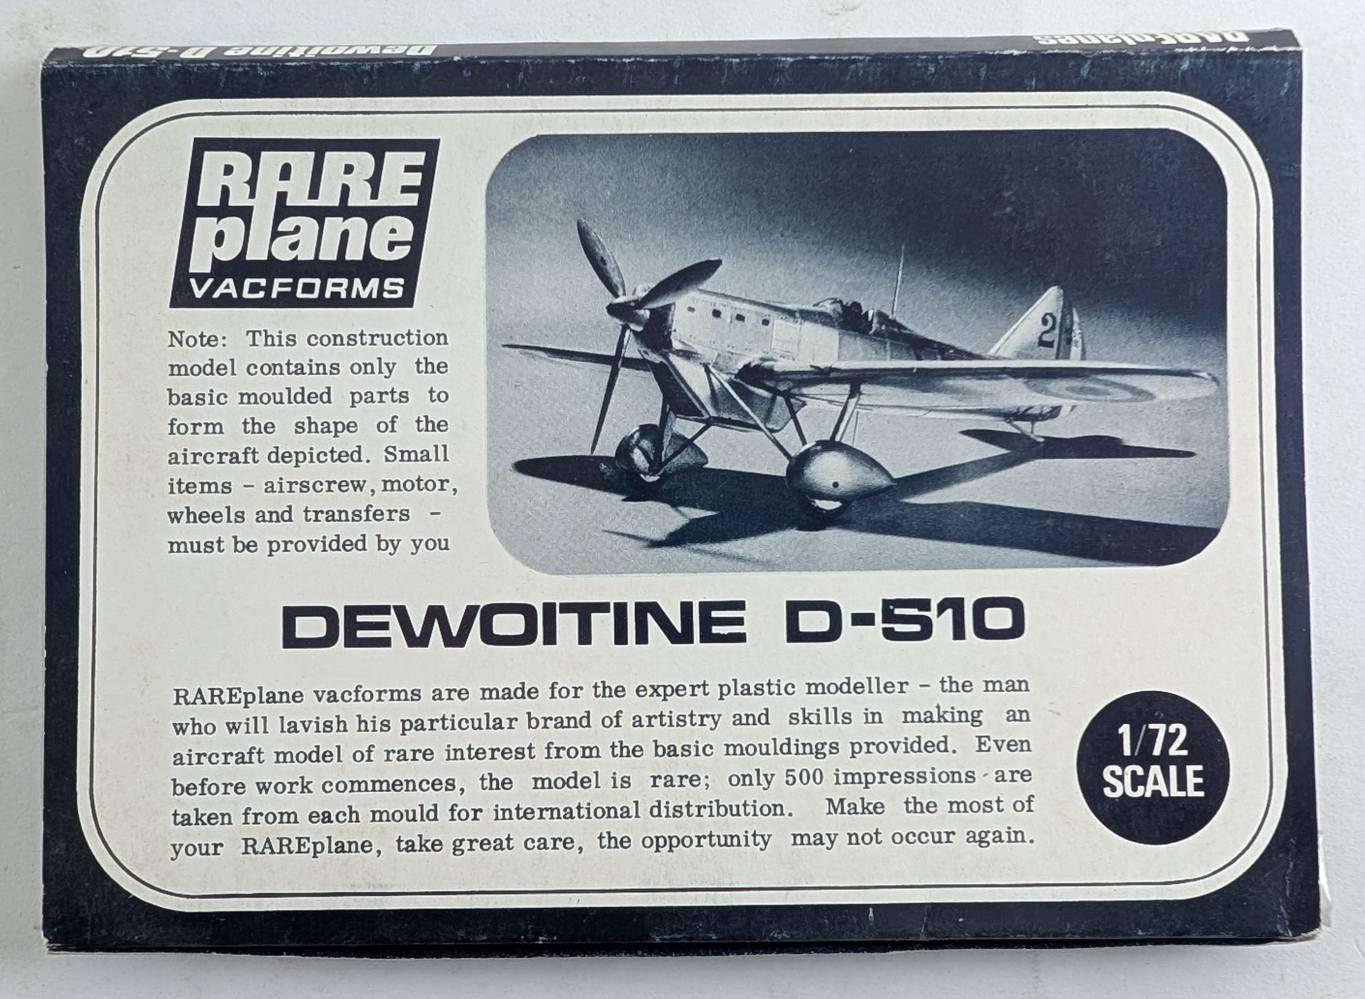 Dewoitine D-510
RAREplanes
RARE
plane
VACFORMS
Note: This construction
model contains only the
basic moulded parts to
form the shape of the
aircraft depicted. Small
items - airscrew, motor,
wheels and transfers -
must be provided by you
2
DEWOITINE D-510
RAREplane vacforms are made for the expert plastic modeller - the man
who will lavish his particular brand of artistry and skills in making an
aircraft model of rare interest from the basic mouldings provided. Even
before work commences, the model is rare; only 500 impressions are
taken from each mould for international distribution. Make the most of
your RAREplane, take great care, the opportunity may not occur again.
1/72
SCALE